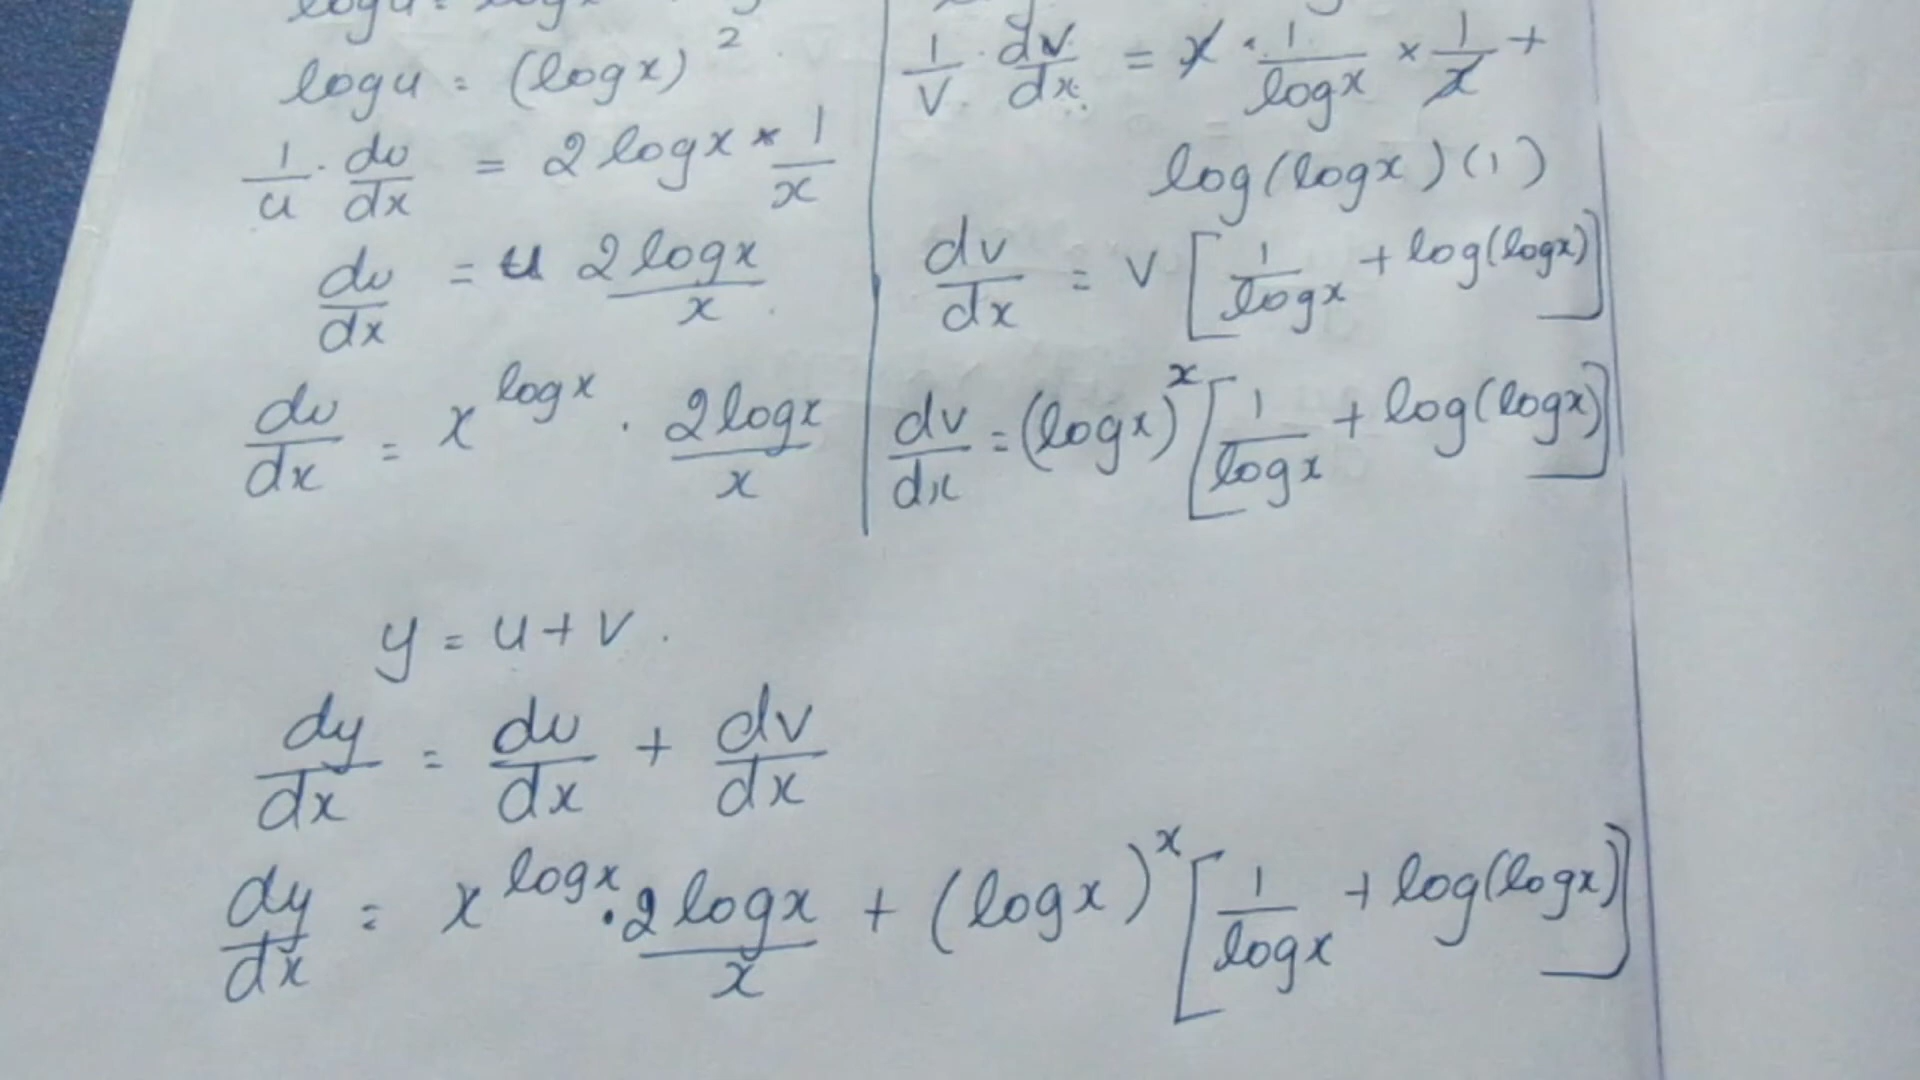 log u = (log x)²
1/u · du/dx = 2 log x × 1/x
du/dx = u 2 log x / x
du/dx = x^(log x) · 2 log x / x
1/v · dv/dx = x · 1/log x × 1/x +
log(log x)(1)
dv/dx = v [1/log x + log(log x)]
dv/dx = (log x)^x [1/log x + log(log x)]
y = u + v.
dy/dx = du/dx + dv/dx
dy/dx = x^(log x) · 2 log x / x + (log x)^x [1/log x + log(log x)]